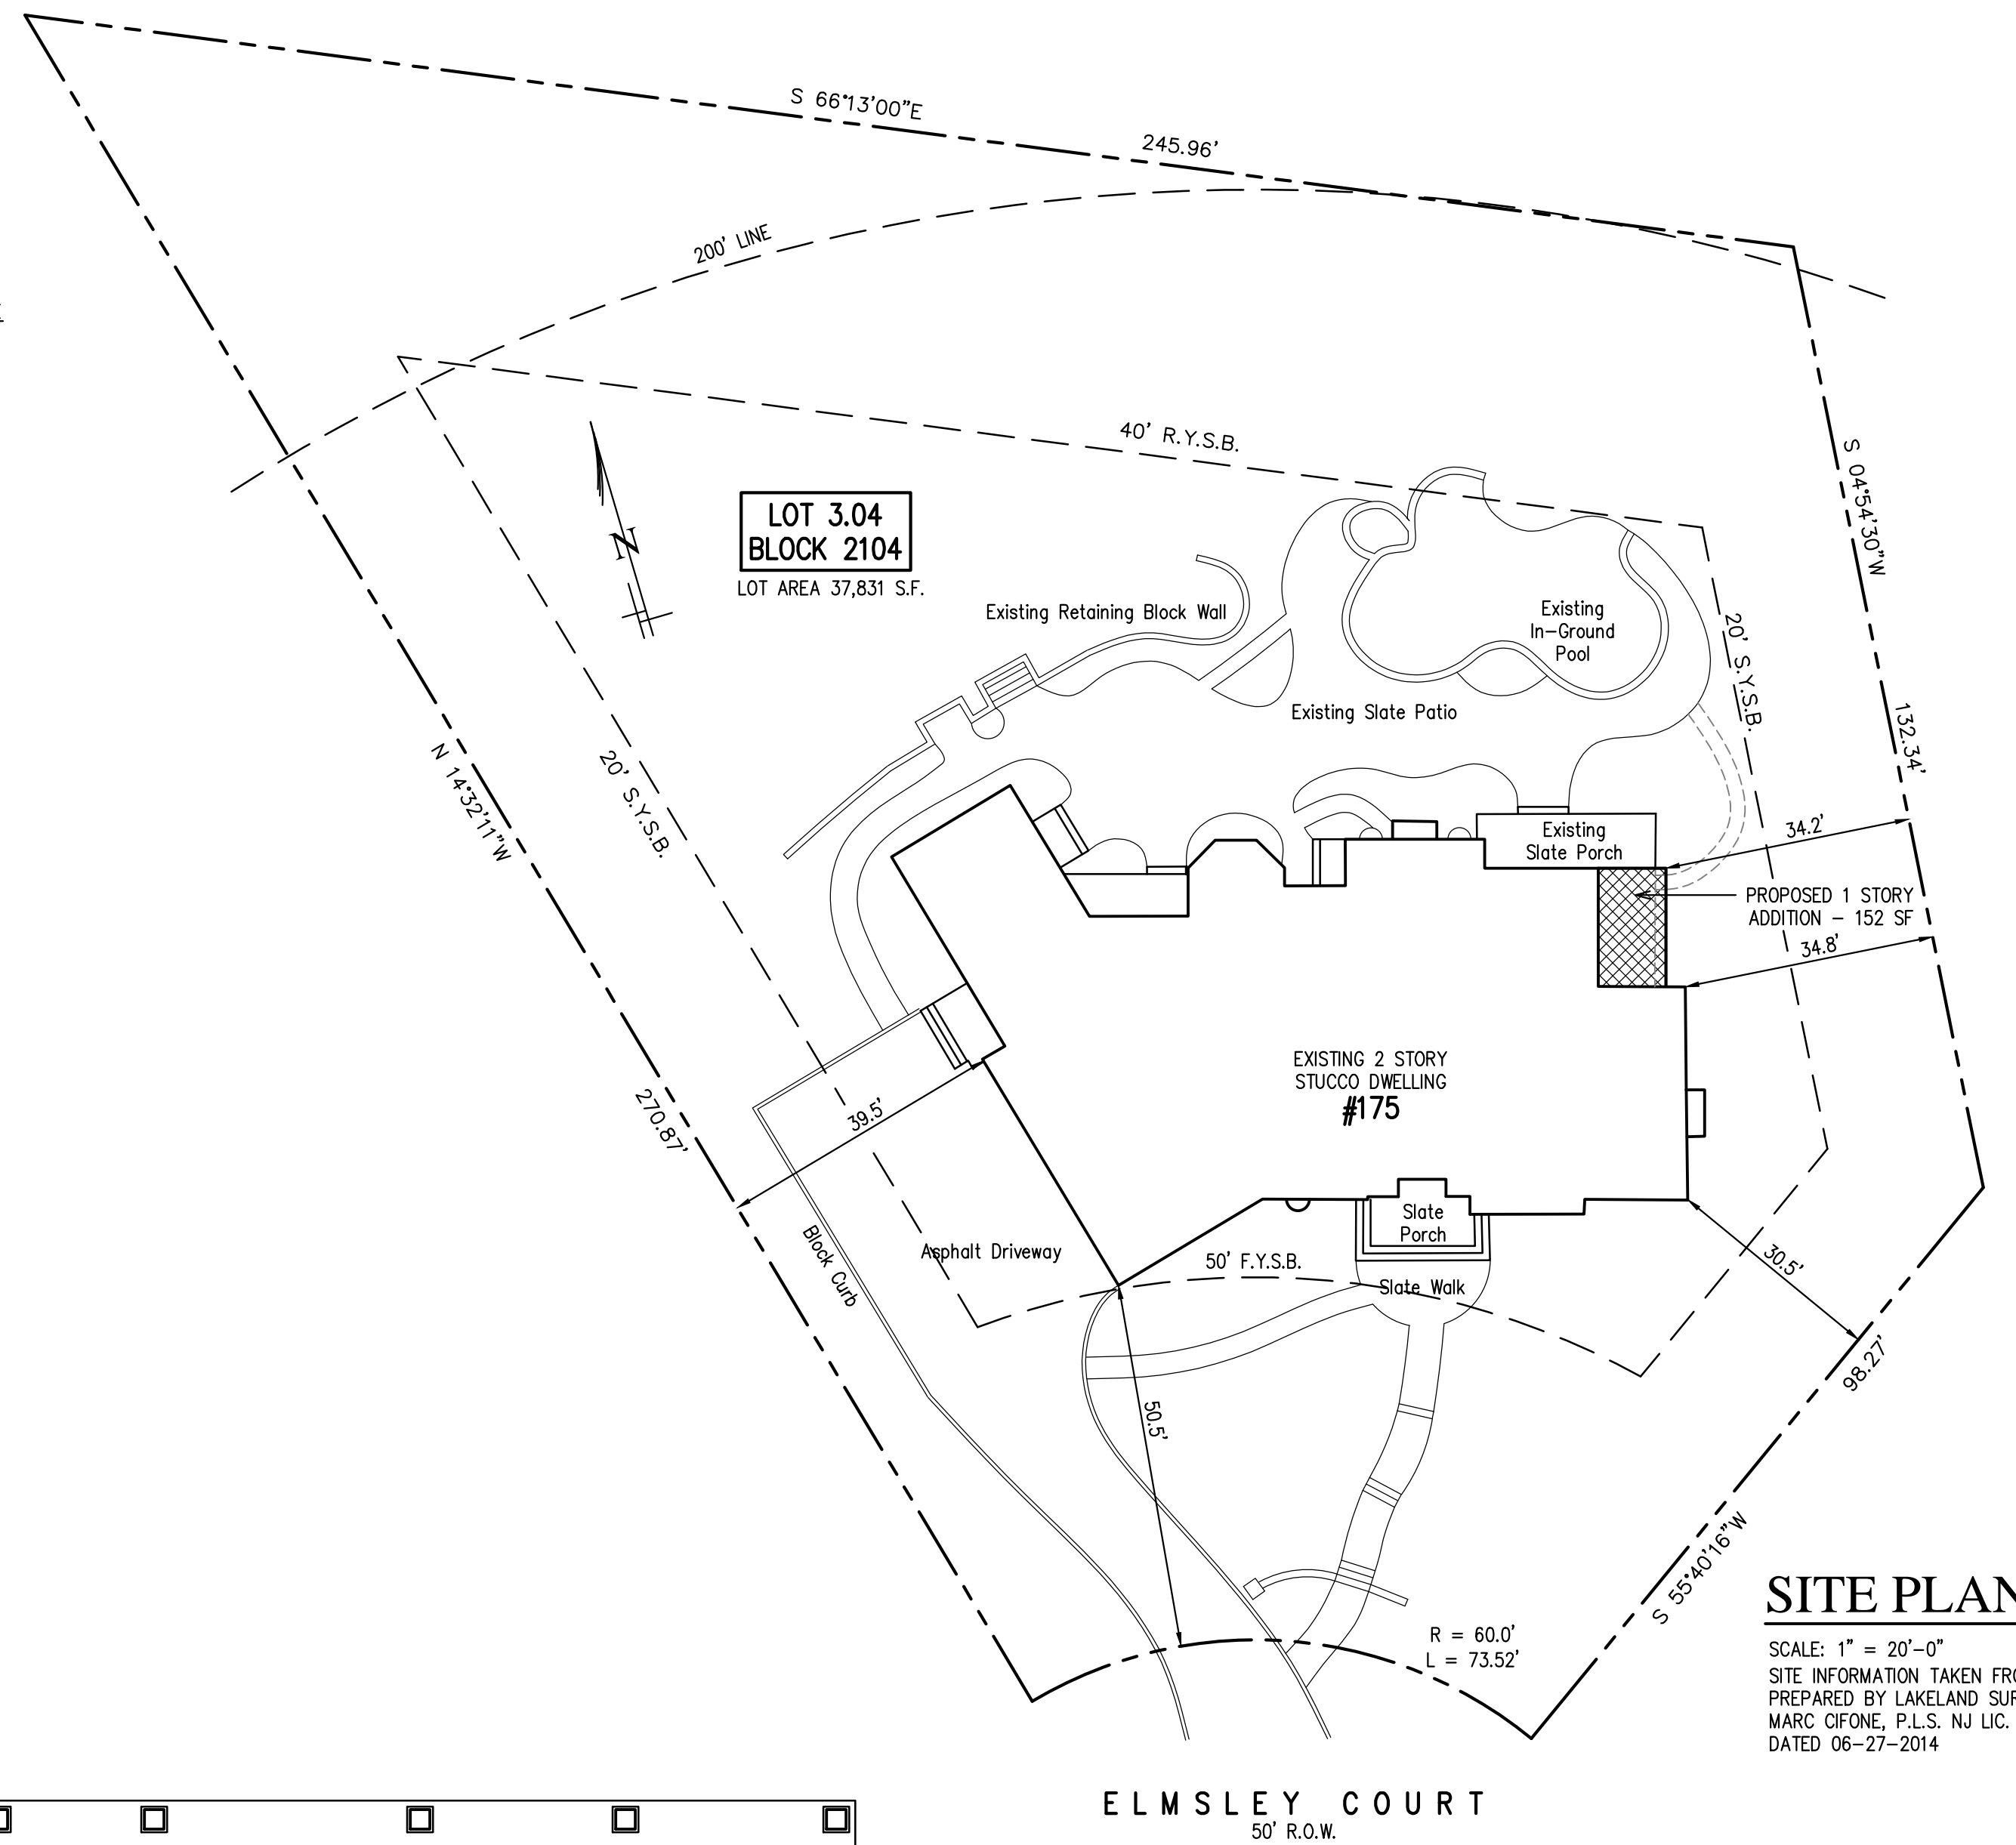 S 66°13'00"E
245.96'
200' LINE
40' R.Y.S.B.
S 04°54'30"W
LOT 3.04
BLOCK 2104
LOT AREA 37,831 S.F.
N
Existing Retaining Block Wall
Existing
In-Ground
Pool
20' S.Y.S.B.
Existing Slate Patio
132.34'
N 14°32'11"W
20' S.Y.S.B.
Existing
Slate Porch
34.2'
PROPOSED 1 STORY
ADDITION - 152 SF
34.8'
EXISTING 2 STORY
STUCCO DWELLING
#175
270.87'
39.5'
Block Curb
Asphalt Driveway
Slate
Porch
50' F.Y.S.B.
Slate Walk
30.5'
98.27'
50.5'
S 55°40'16"W
R = 60.0'
L = 73.52'
SITE PLAN
SCALE: 1" = 20'-0"
SITE INFORMATION TAKEN
PREPARED BY LAKELAND
MARC CIFONE, P.L.S. NJ LIC.
DATED 06-27-2014
ELMSLEY COURT
50' R.O.W.